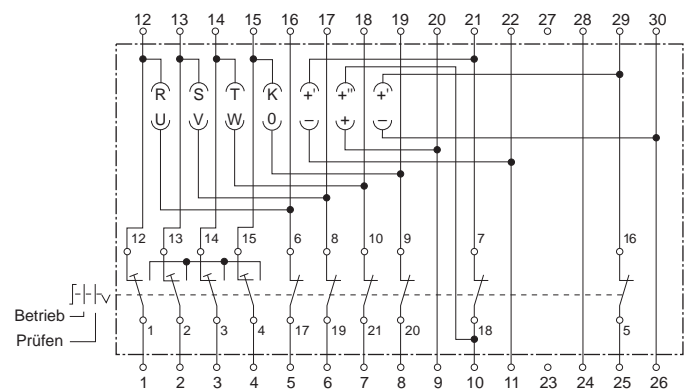 12 13 14 15 16 17 18 19 20 21 22 27 28 29 30
R S T K +' +" +'
U V W 0 – + –
12 13 14 15 6 8 10 9 7 16
Betrieb
Prüfen
1 2 3 4 17 19 21 20 18 5
1 2 3 4 5 6 7 8 9 10 11 23 24 25 26